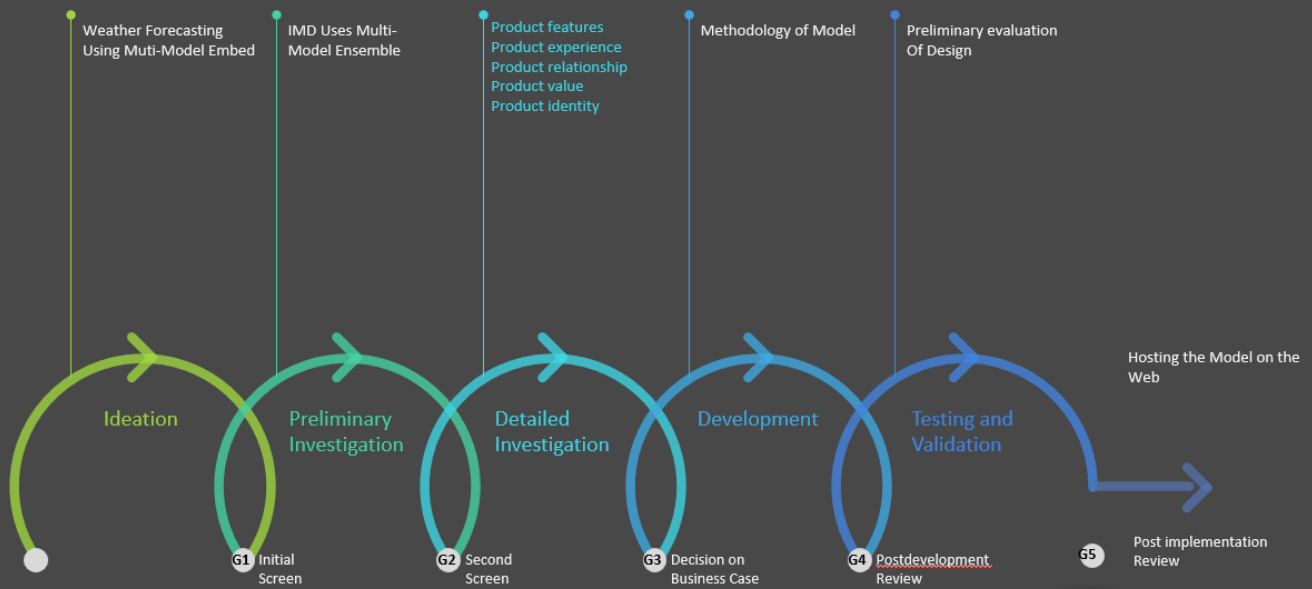 Weather Forecasting
Using Muti-Model Embed
IMD Uses Multi-
Model Ensemble
Product features
Product experience
Product relationship
Product value
Product identity
Methodology of Model
Preliminary evaluation
Of Design
Hosting the Model on the
Web
Ideation
Preliminary
Investigation
Detailed
Investigation
Development
Testing and
Validation
G1 Initial
Screen
G2 Second
Screen
G3 Decision on
Business Case
G4 Postdevelopment
Review
G5 Post implementation
Review